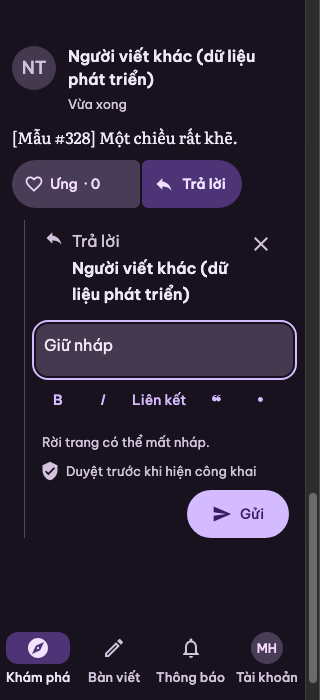 NT
Người viết khác (dữ liệu
phát triển)
Vừa xong
[Mẫu #328] Một chiều rất khẽ.
Ưng · 0
Trả lời
Trả lời
Người viết khác (dữ
liệu phát triển)
Giữ nháp
B I Liên kết ❝ •
Rời trang có thể mất nháp.
Duyệt trước khi hiện công khai
Gửi
MH
Khám phá Bàn viết Thông báo Tài khoản